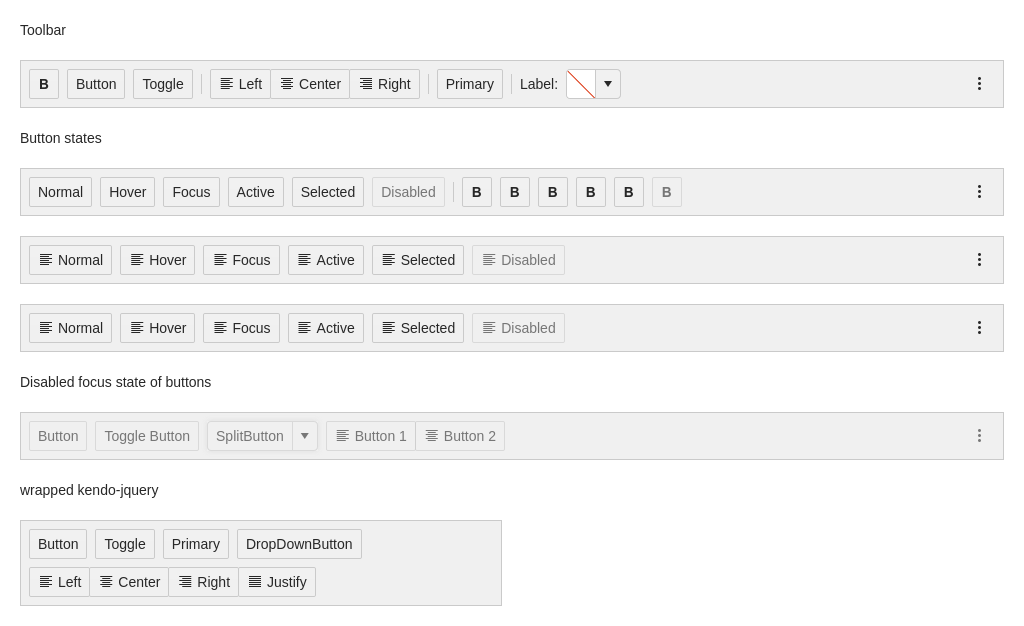 Toolbar
B Button Toggle Left Center Right Primary Label:
Button states
Normal Hover Focus Active Selected Disabled B B B B B B
Normal Hover Focus Active Selected Disabled
Normal Hover Focus Active Selected Disabled
Disabled focus state of buttons
Button Toggle Button SplitButton Button 1 Button 2
wrapped kendo-jquery
Button Toggle Primary DropDownButton
Left Center Right Justify